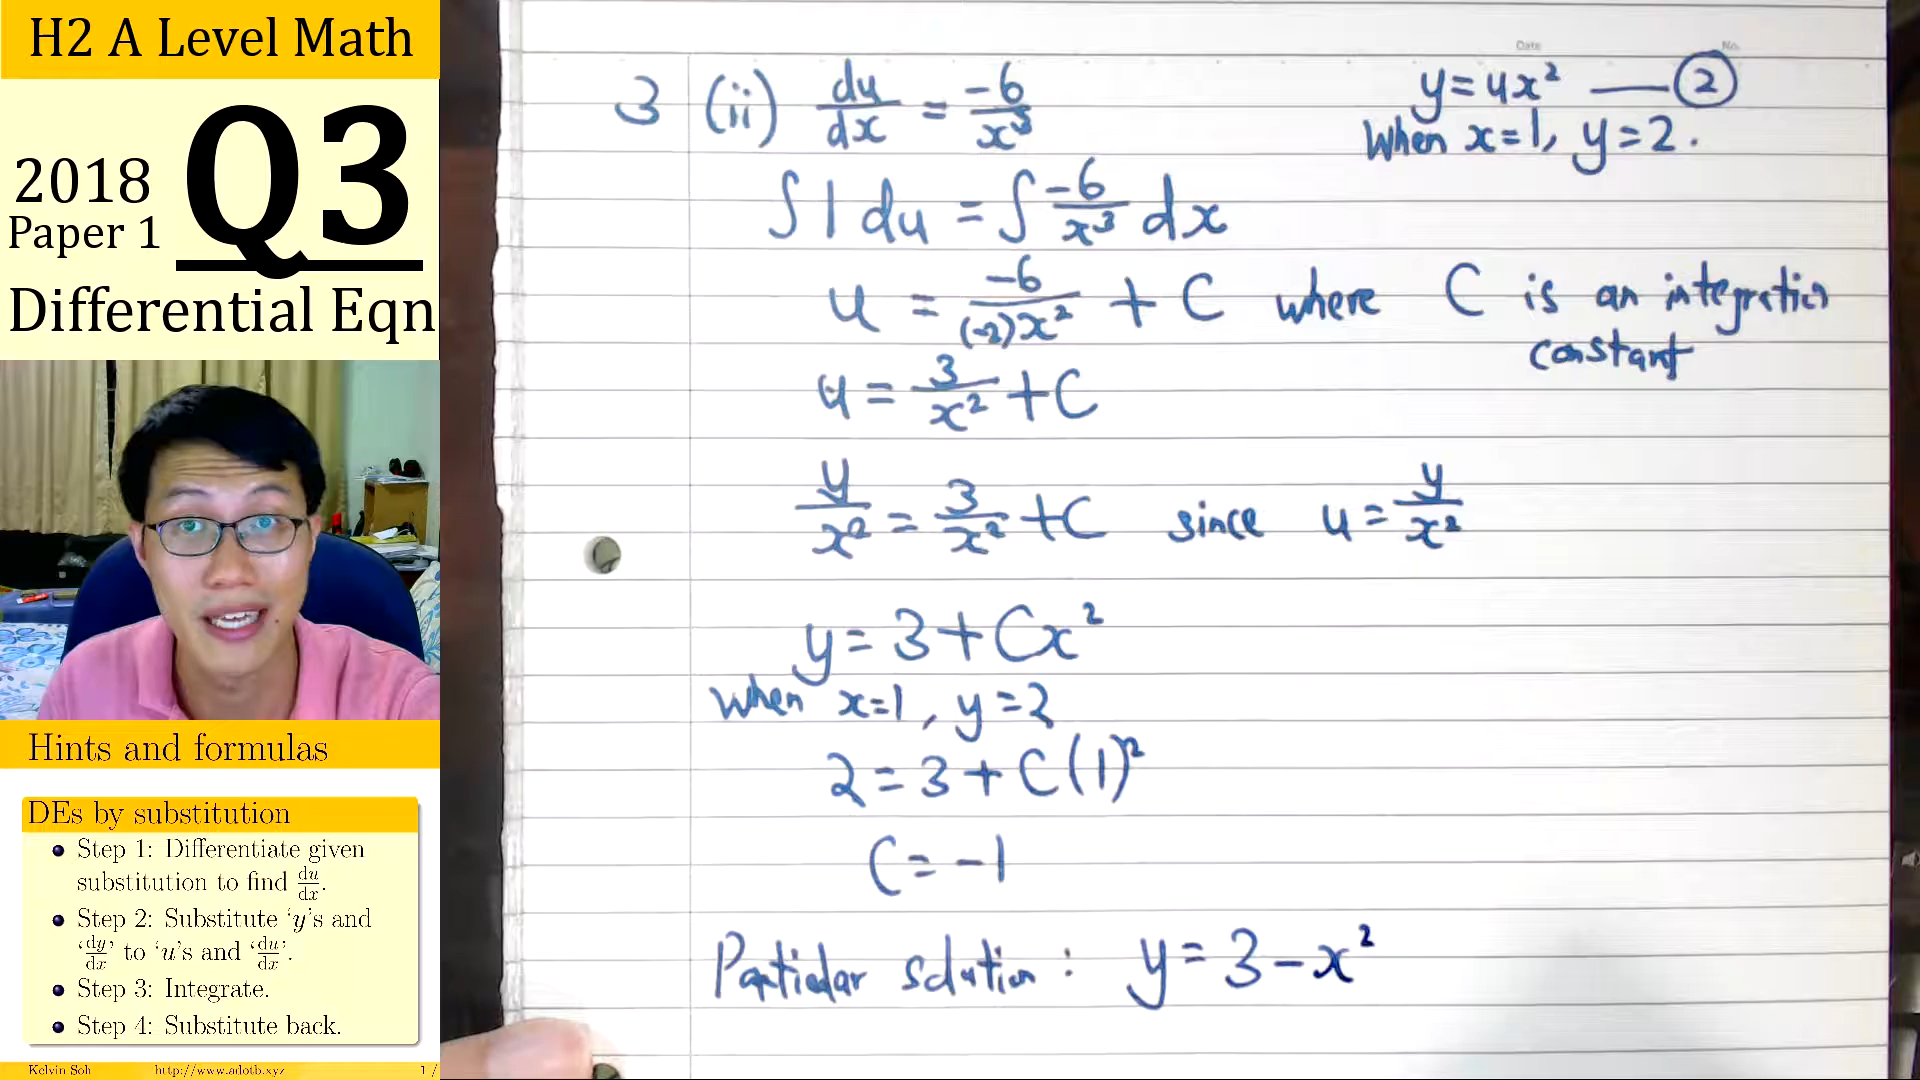 H2 A Level Math
2018
Paper 1
Q3
Differential Eqn
Hints and formulas
DEs by substitution
Step 1: Differentiate given
substitution to find du/dx.
Step 2: Substitute ‘y’s and
‘dy/dx’ to ‘u’s and ‘du/dx’.
Step 3: Integrate.
Step 4: Substitute back.
Kelvin Soh http://www.adotb.xyz 1 /
Date No.
3 (ii) du/dx = -6/x³
y = ux² —— ②
When x=1, y=2.
∫ 1 du = ∫ -6/x³ dx
u = -6/(-2)x² + C where C is an integration
constant
u = 3/x² + C
y/x² = 3/x² + C since u = y/x²
y = 3 + Cx²
When x=1, y=2
2 = 3 + C(1)²
C = -1
Particular solution : y = 3 - x²